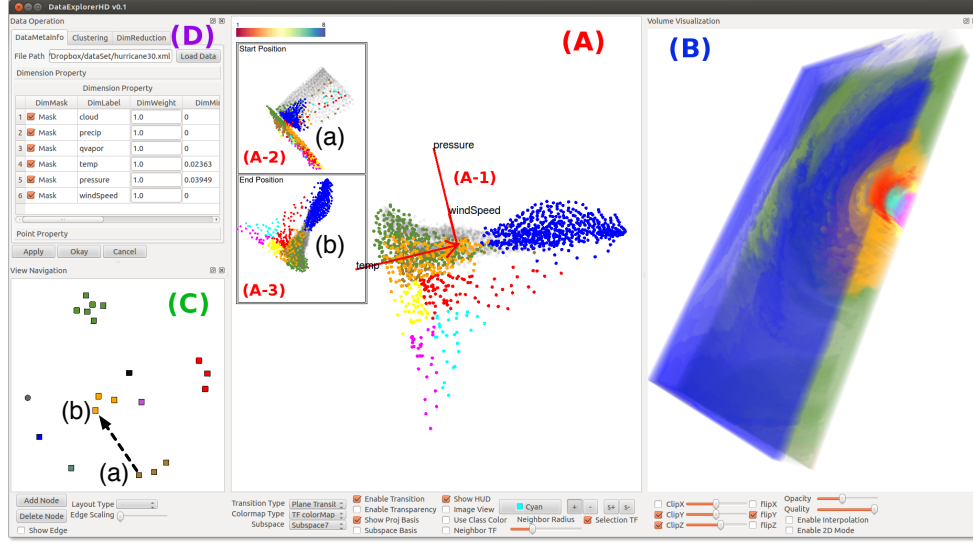 DataExplorerHD v0.1
Data Operation
DataMetaInfo Clustering DimReduction
(D)
File Path 'Dropbox/dataSet/hurricane30.xml Load Data
Dimension Property
Dimension Property
DimMask DimLabel DimWeight DimMi
1 Mask cloud 1.0 0
2 Mask precip 1.0 0
3 Mask qvapor 1.0 0
4 Mask temp 1.0 0.02363
5 Mask pressure 1.0 0.03949
6 Mask windSpeed 1.0 0
Point Property
Apply Okay Cancel
View Navigation
(C)
(b)
(a)
Add Node
Delete Node
Layout Type
Edge Scaling
Show Edge
1 8
(A)
Start Position
(a)
(A-2)
End Position
(b)
(A-3)
pressure
(A-1)
windSpeed
temp
Transition Type Plane Transit
Colormap Type TF colorMap
Subspace Subspace7
Enable Transition
Enable Transparency
Show Proj Basis
Subspace Basis
Show HUD
Image View
Use Class Color
Neighbor TF
Cyan + - s+ s-
Neighbor Radius Selection TF
Volume Visualization
(B)
ClipX flipX
ClipY flipY
ClipZ flipZ
Opacity
Quality
Enable Interpolation
Enable 2D Mode